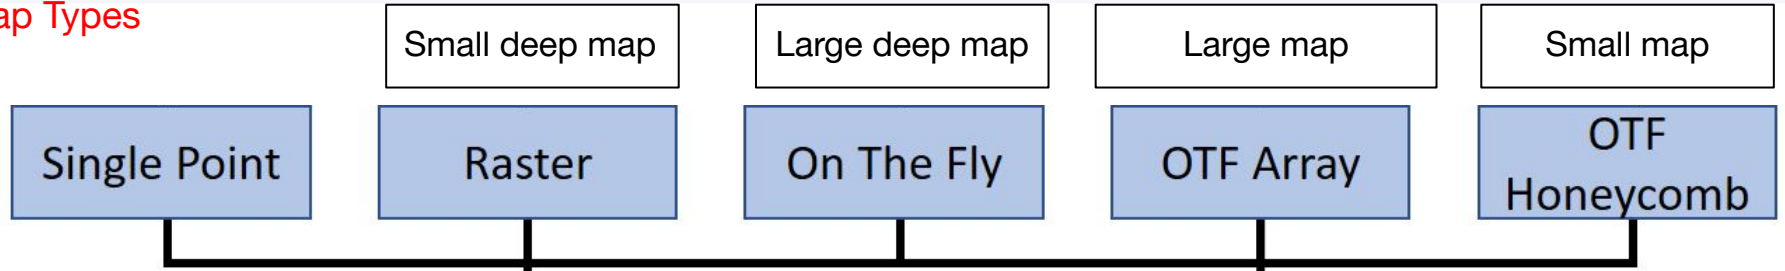 ap Types
Small deep map
Large deep map
Large map
Small map
Single Point
Raster
On The Fly
OTF Array
OTF
Honeycomb